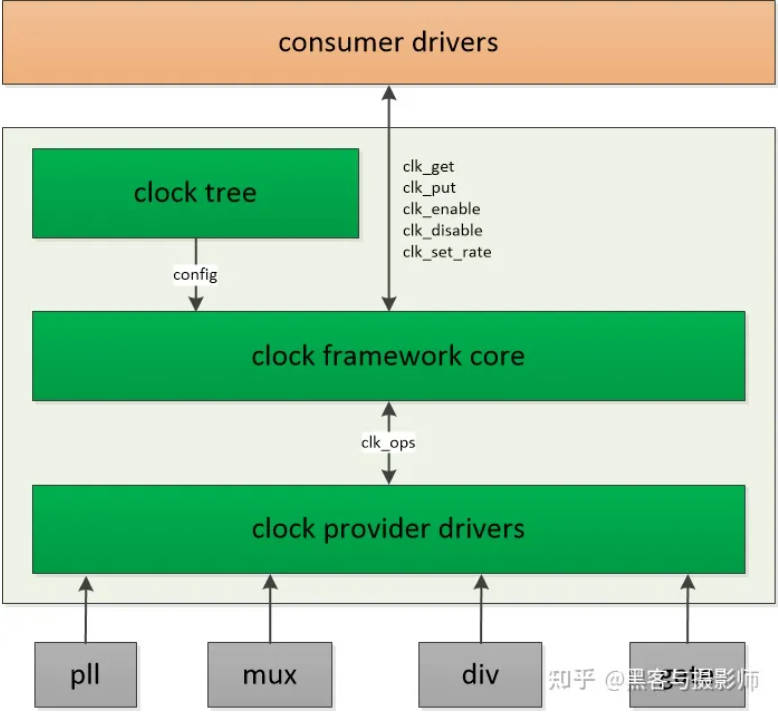 consumer drivers
clock tree
clk_get
clk_put
clk_enable
clk_disable
clk_set_rate
config
clock framework core
clk_ops
clock provider drivers
pll
mux
div
知乎 @黑客与摄影师